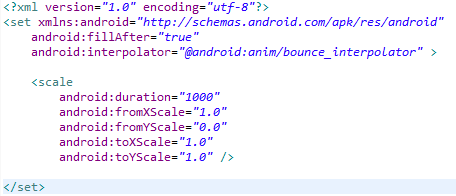 <?xml version="1.0" encoding="utf-8"?>
<set xmlns:android="http://schemas.android.com/apk/res/android"
    android:fillAfter="true"
    android:interpolator="@android:anim/bounce_interpolator" >

    <scale
        android:duration="1000"
        android:fromXScale="1.0"
        android:fromYScale="0.0"
        android:toXScale="1.0"
        android:toYScale="1.0" />

</set>